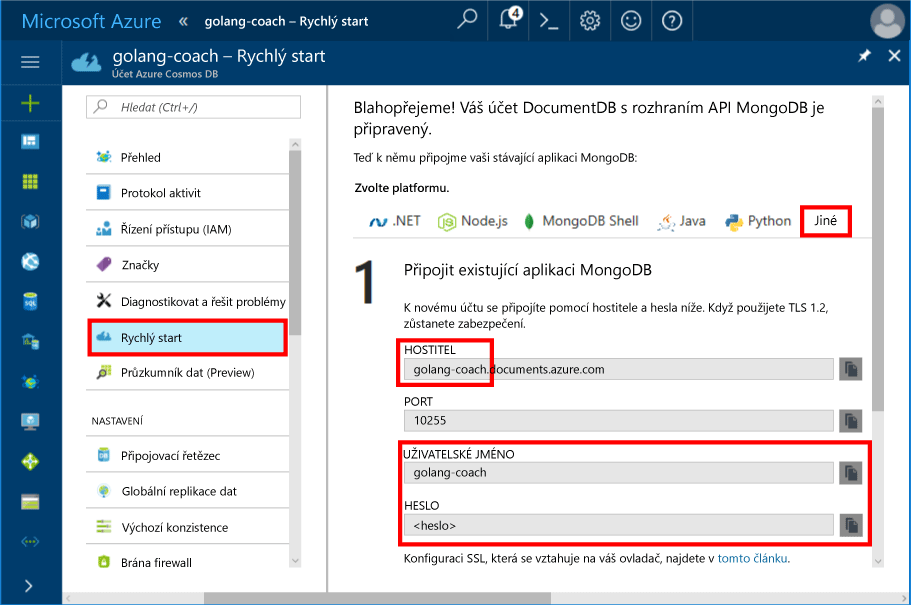 Microsoft Azure « golang-coach – Rychlý start 4
golang-coach – Rychlý start
Účet Azure Cosmos DB
Hledat (Ctrl+/)
Přehled
Protokol aktivit
Řízení přístupu (IAM)
Značky
Diagnostikovat a řešit problémy
Rychlý start
Průzkumník dat (Preview)
NASTAVENÍ
Připojovací řetězec
Globální replikace dat
Výchozí konzistence
Brána firewall
Blahopřejeme! Váš účet DocumentDB s rozhraním API MongoDB je
připravený.
Teď k němu připojme vaši stávající aplikaci MongoDB:
Zvolte platformu.
.NET Node.js MongoDB Shell Java Python Jiné
1 Připojit existující aplikaci MongoDB
K novému účtu se připojíte pomocí hostitele a hesla níže. Když použijete TLS 1.2,
zůstanete zabezpečení.
HOSTITEL
golang-coach.documents.azure.com
PORT
10255
UŽIVATELSKÉ JMÉNO
golang-coach
HESLO
<heslo>
Konfiguraci SSL, která se vztahuje na váš ovladač, najdete v tomto článku.